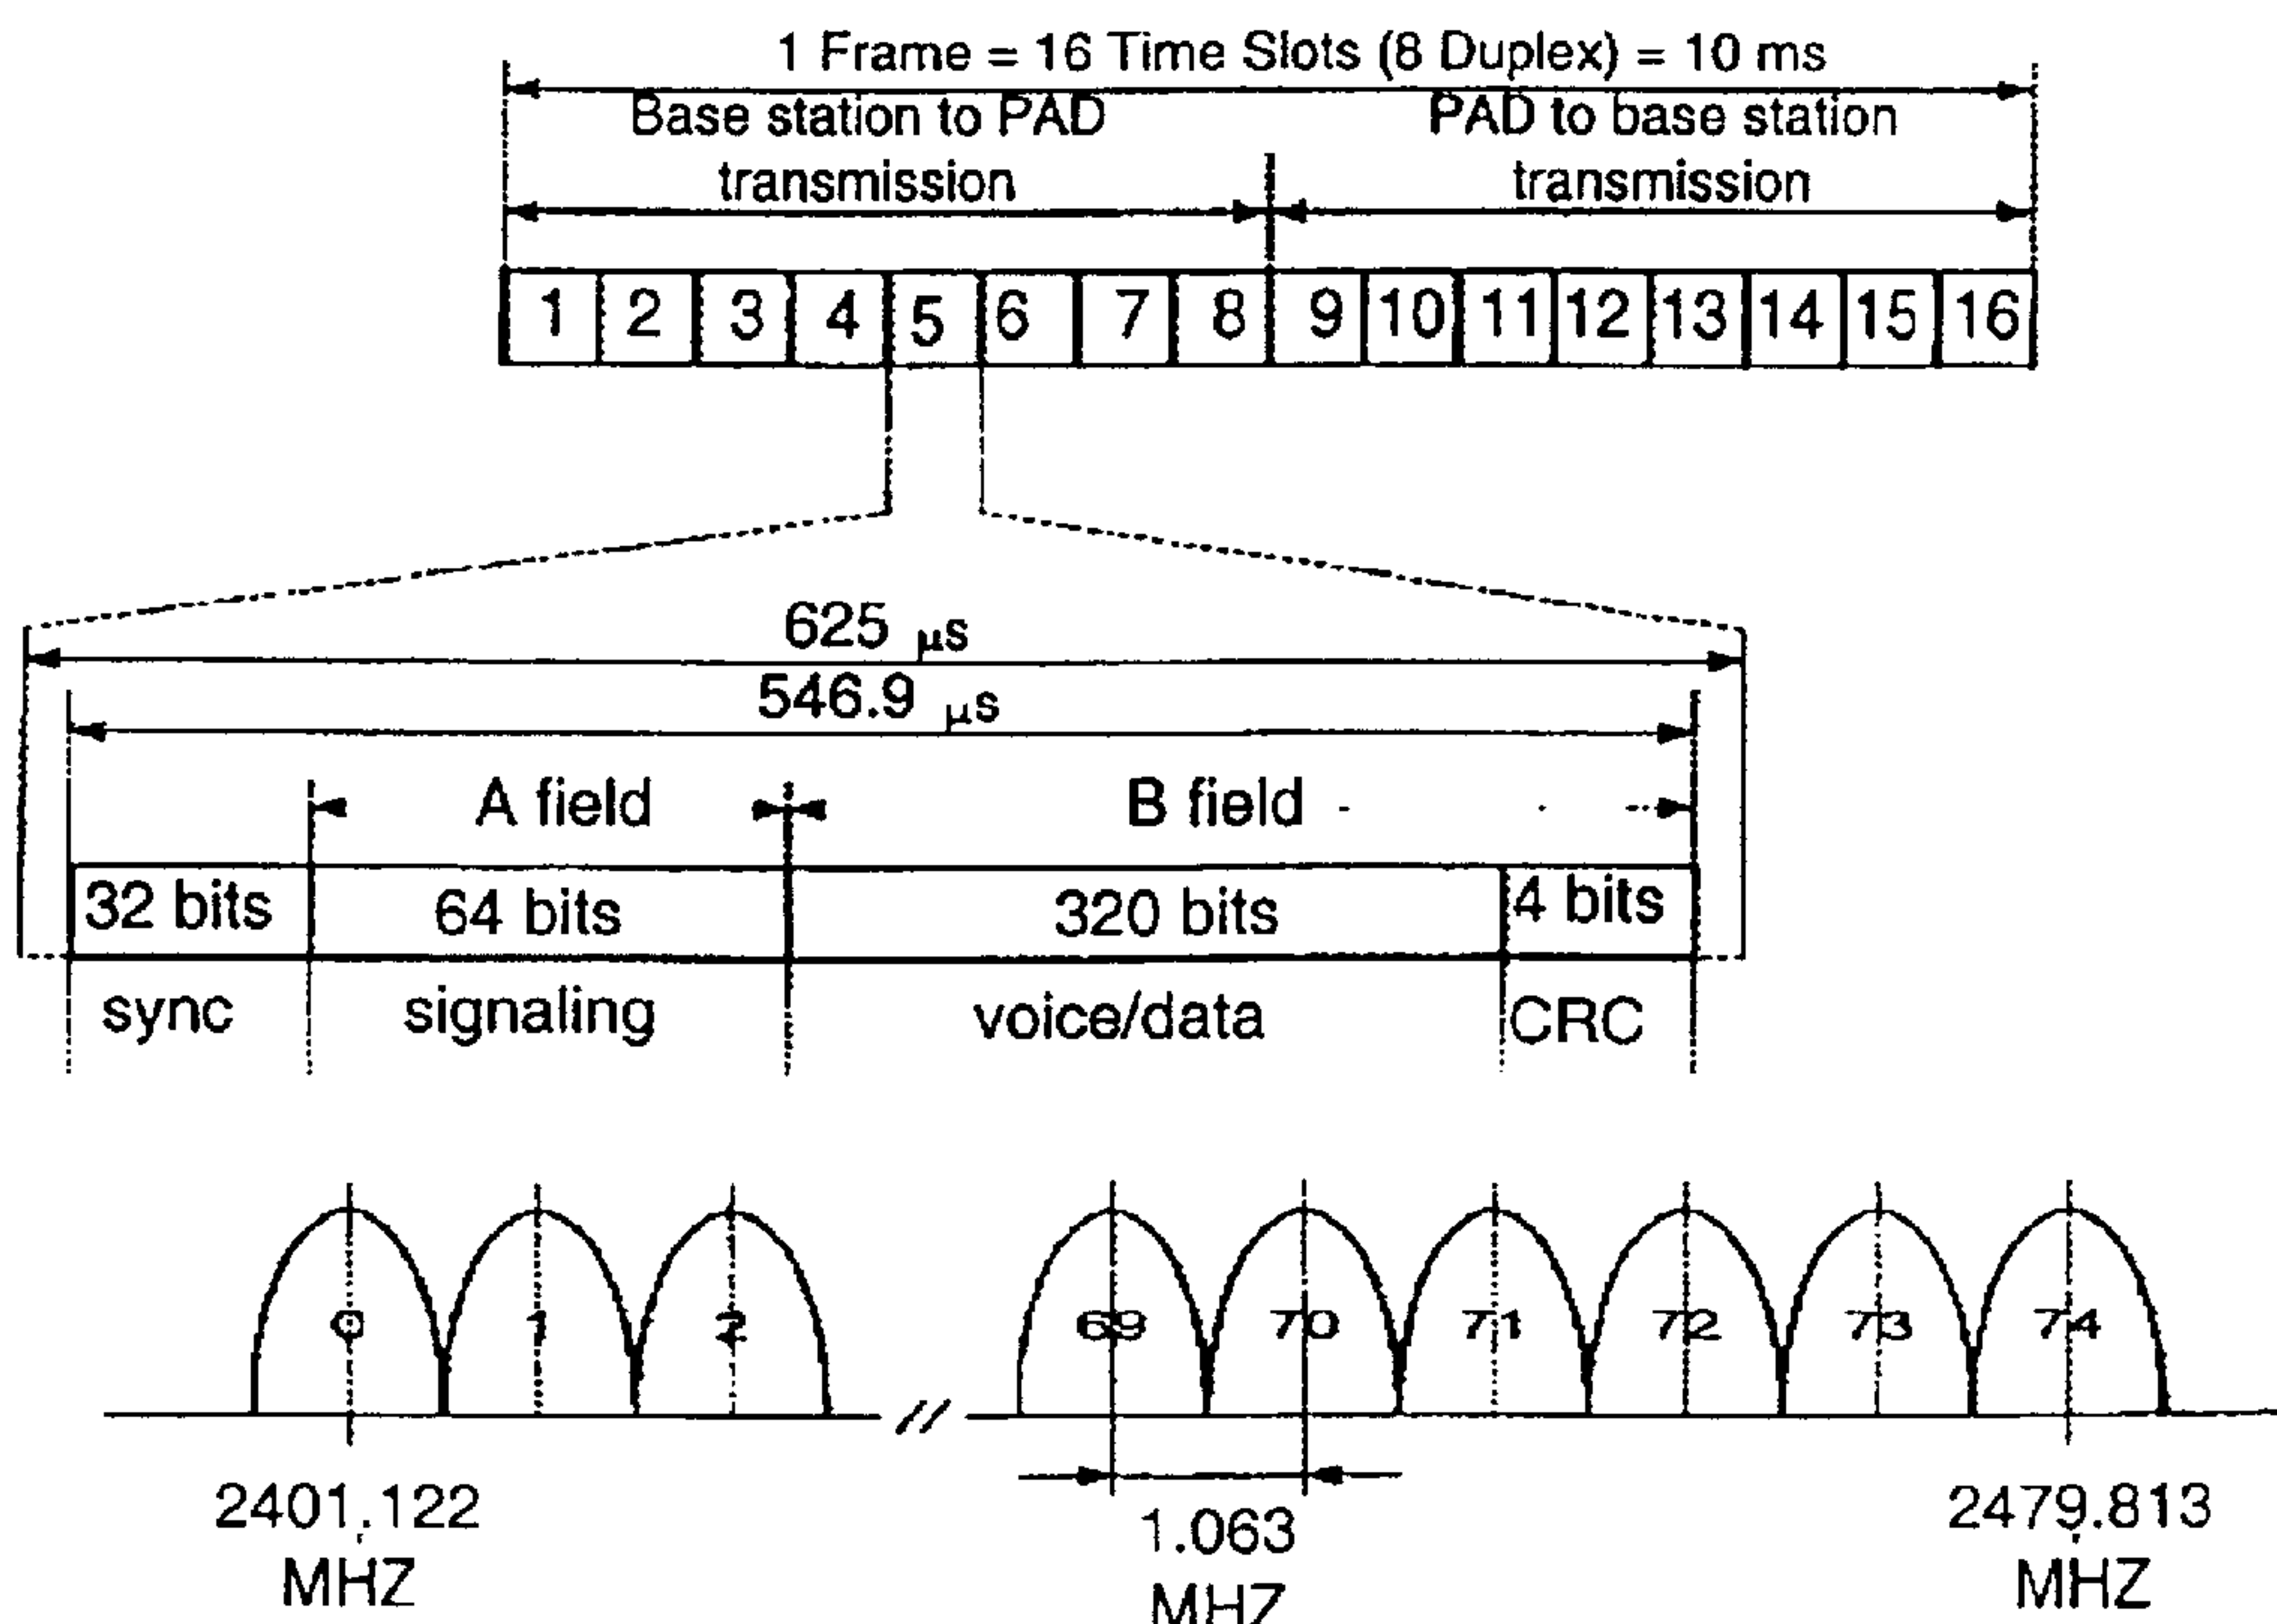 1 Frame = 16 Time Slots (8 Duplex) = 10 ms
Base station to PAD transmission
PAD to base station transmission
1 2 3 4 5 6 7 8 9 10 11 12 13 14 15 16
625 μs
546.9 μs
A field B field
32 bits 64 bits 320 bits 4 bits
sync signaling voice/data CRC
0 1 2 69 70 71 72 73 74
2401.122 MHZ
1.063 MHZ
2479.813 MHZ